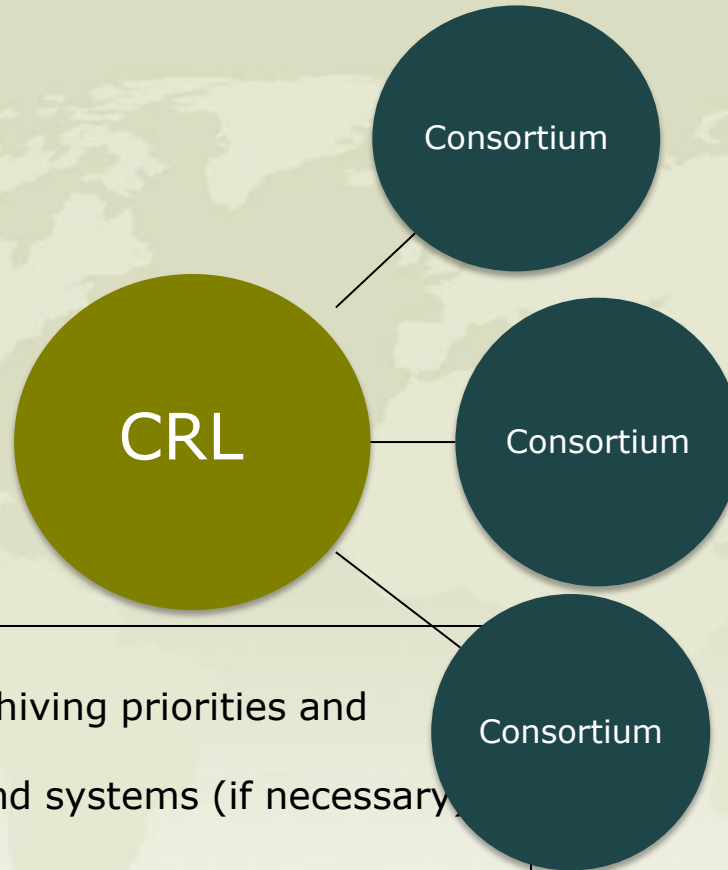 Consortium
CRL
Consortium
hiving priorities and
Consortium
nd systems (if necessary